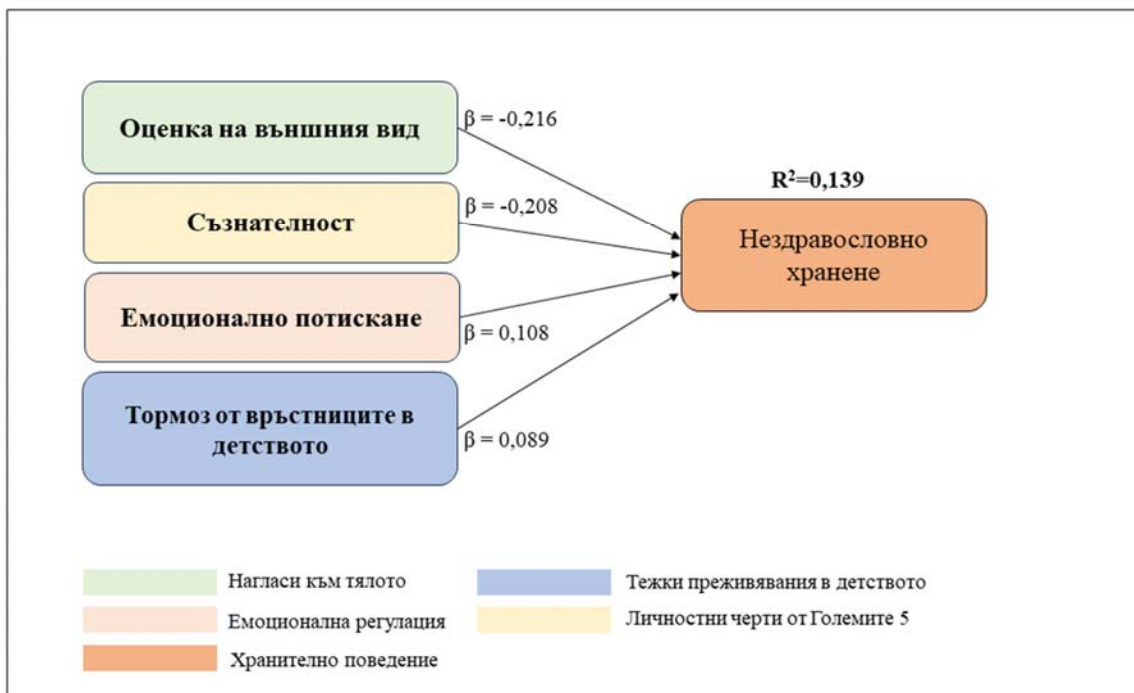 Оценка на външния вид
β = -0,216
Съзнателност
β = -0,208
Емоционално потискане
β = 0,108
Тормоз от връстниците в
детството
β = 0,089
R²=0,139
Нездравословно
хранене
Нагласи към тялото
Емоционална регулация
Хранително поведение
Тежки преживявания в детството
Личностни черти от Големите 5